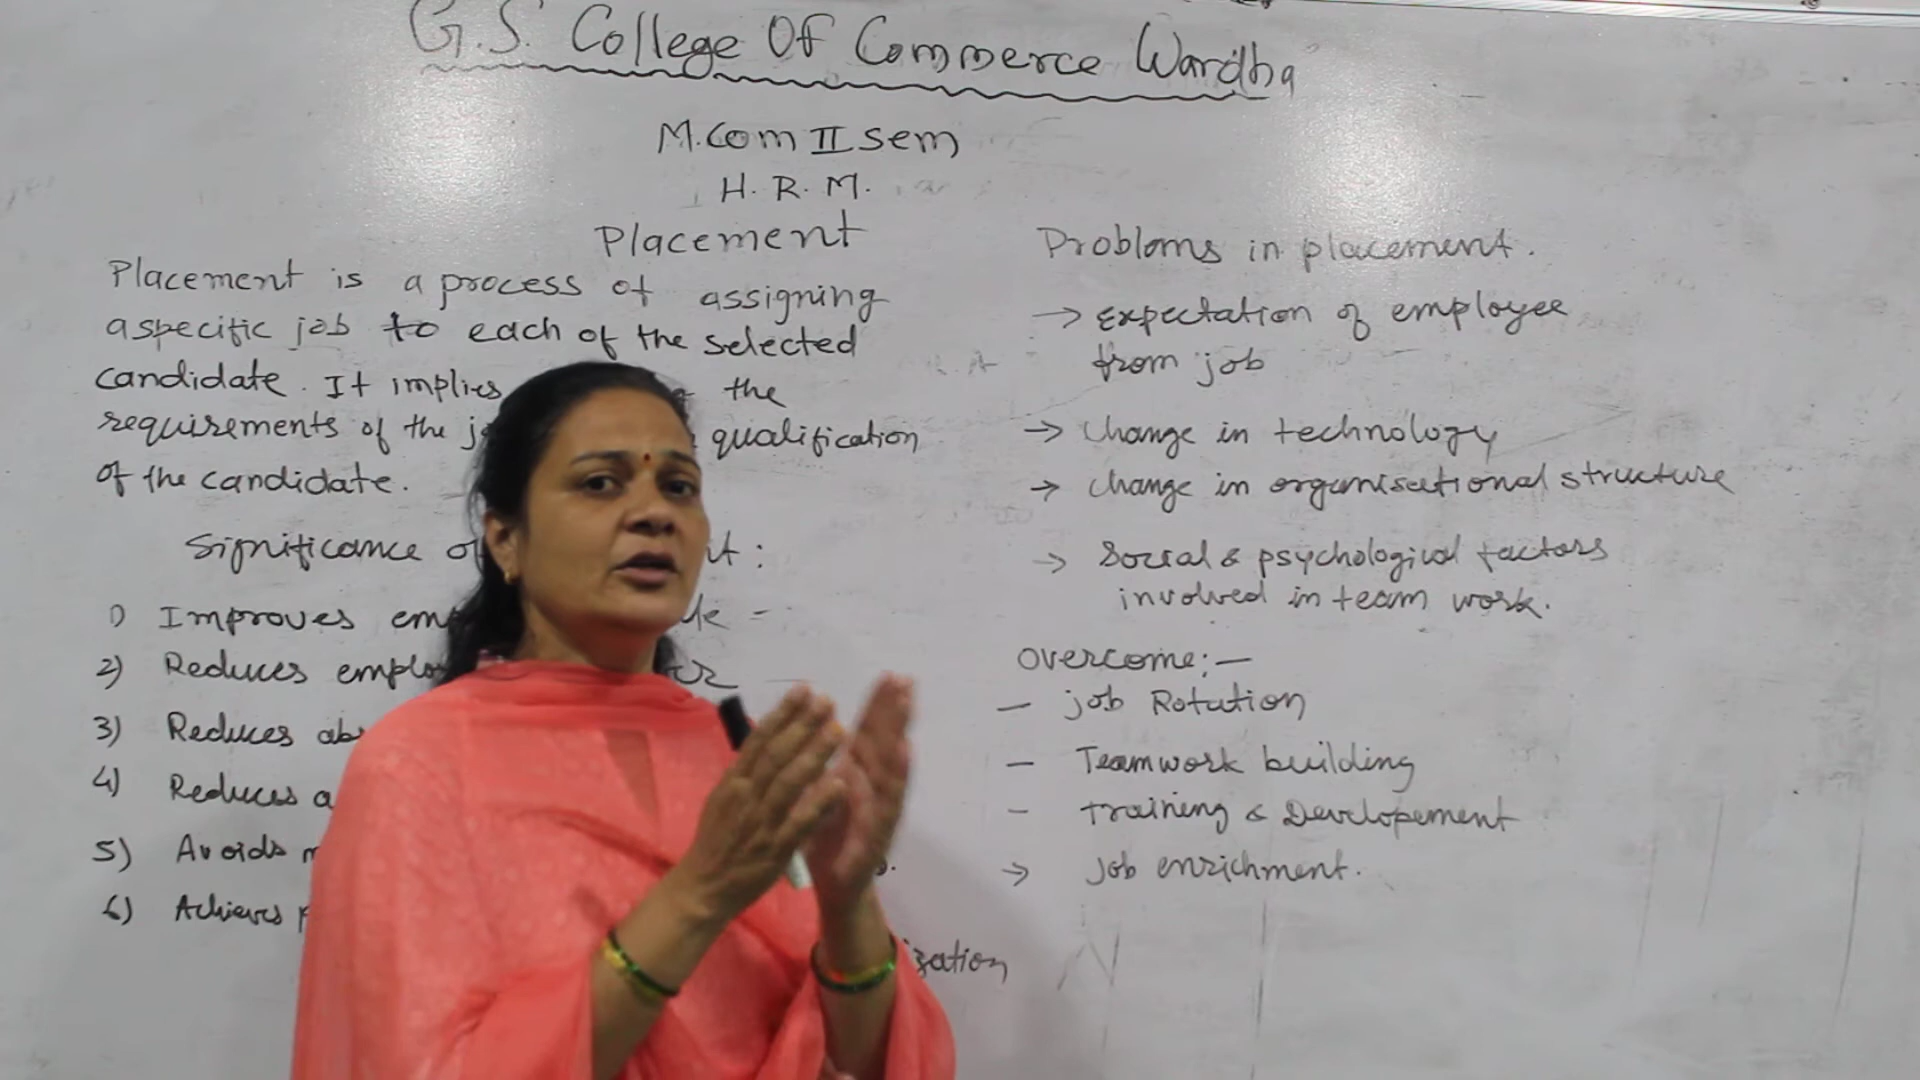 G.S. College Of Commerce Wardha
M.Com II Sem
H. R. M.
Placement
Placement is a process of assigning
a specific job to each of the selected
candidate. It implies the
requirements of the qualification
of the candidate.
Significance
1) Improves
2) Reduces
3) Reduces
4) Reduces
5) Avoids
6) Achieves
Problems in placement.
→ Expectation of employee
from job
→ change in technology
→ change in organisational structure
→ Social & psychological factors
involved in team work.
Overcome:-
- job Rotation
- Teamwork building
- Training & Developement
→ Job enrichment.